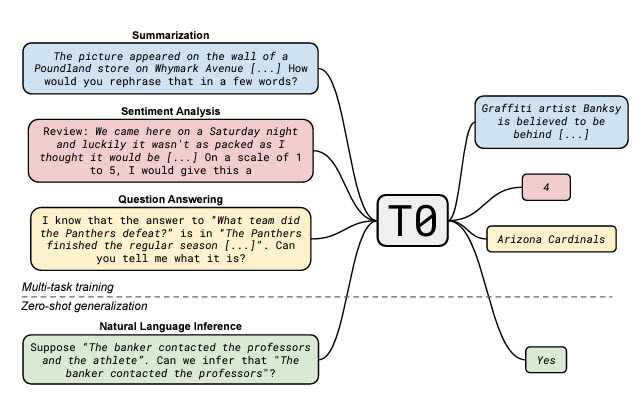 Summarization
The picture appeared on the wall of a
Poundland store on Whymark Avenue [...] How
would you rephrase that in a few words?
Sentiment Analysis
Review: We came here on a Saturday night
and luckily it wasn't as packed as I
thought it would be [...] On a scale of 1
to 5, I would give this a
Question Answering
I know that the answer to “What team did
the Panthers defeat?” is in “The Panthers
finished the regular season [...]”. Can
you tell me what it is?
Multi-task training
Zero-shot generalization
Natural Language Inference
Suppose “The banker contacted the professors
and the athlete”. Can we infer that "The
banker contacted the professors"?
T0
Graffiti artist Banksy
is believed to be
behind [...]
4
Arizona Cardinals
Yes